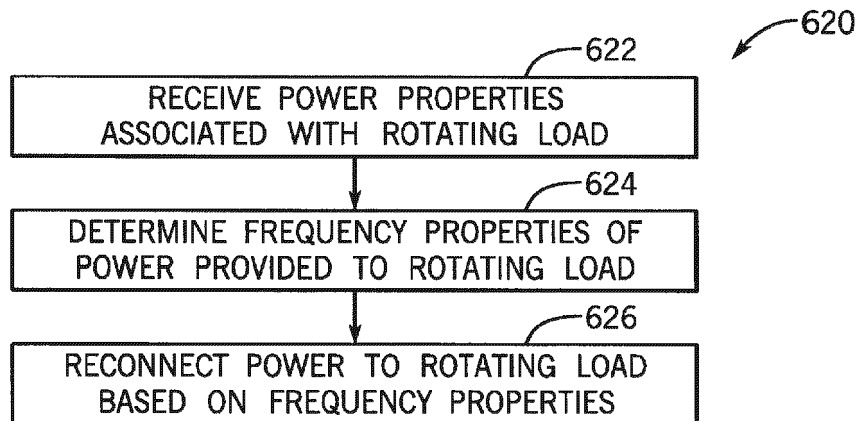 620
622
RECEIVE POWER PROPERTIES
ASSOCIATED WITH ROTATING LOAD
624
DETERMINE FREQUENCY PROPERTIES OF
POWER PROVIDED TO ROTATING LOAD
626
RECONNECT POWER TO ROTATING LOAD
BASED ON FREQUENCY PROPERTIES